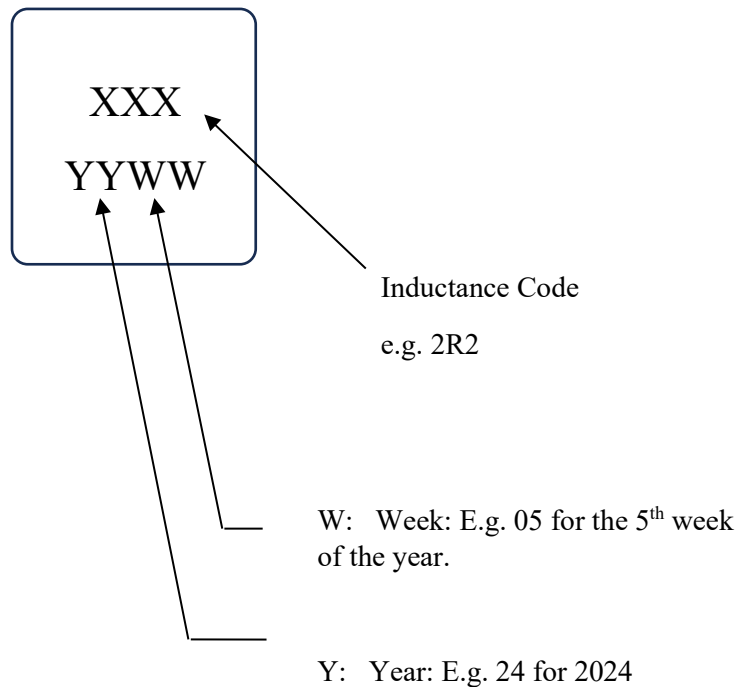 XXX
YYWW
Inductance Code
e.g. 2R2
W: Week: E.g. 05 for the 5th week
of the year.
Y: Year: E.g. 24 for 2024